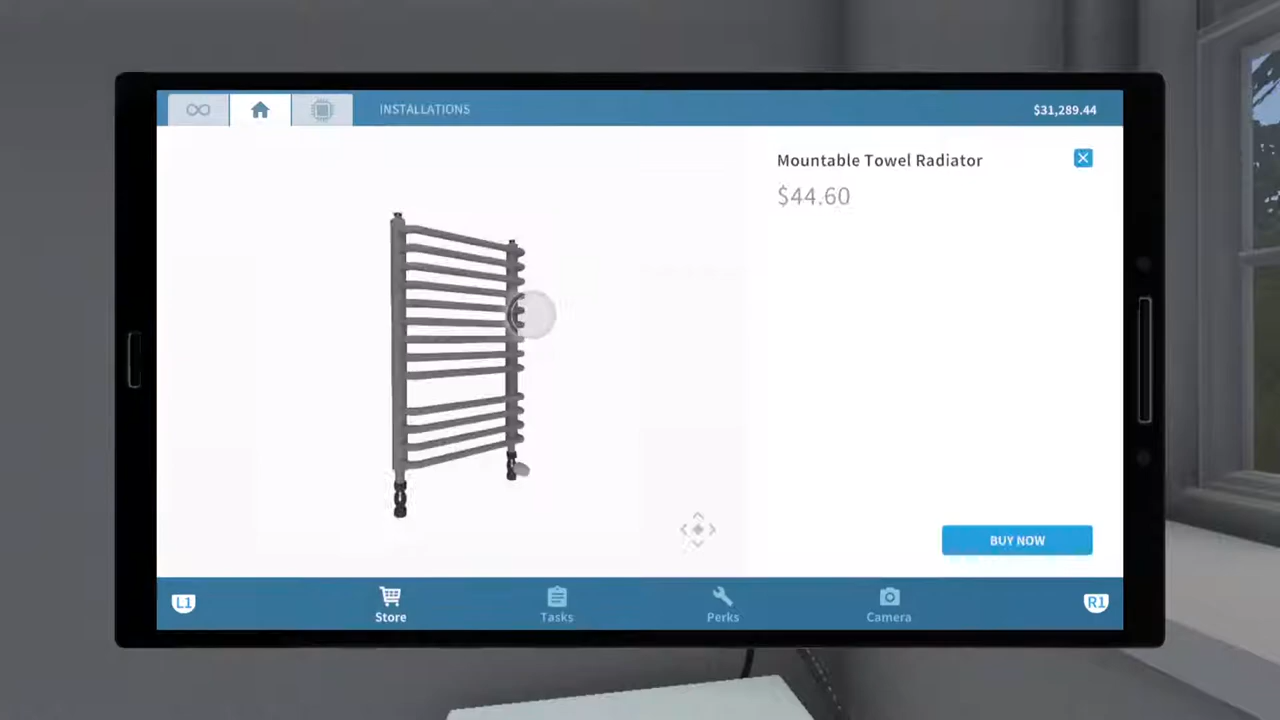 INSTALLATIONS
$31,289.44
Mountable Towel Radiator
$44.60
BUY NOW
L1
Store
Tasks
Perks
Camera
R1